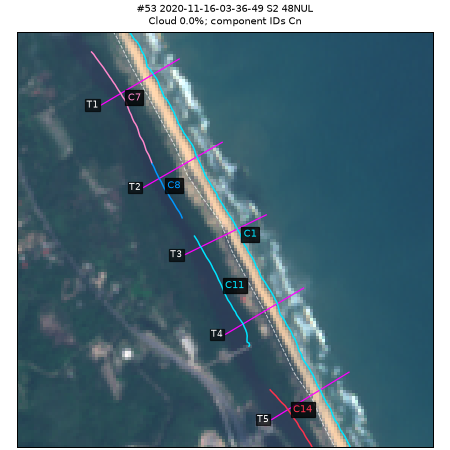 #53 2020-11-16-03-36-49 S2 48NUL
Cloud 0.0%; component IDs Cn
T1
C7
T2
C8
C1
T3
C11
T4
C14
T5